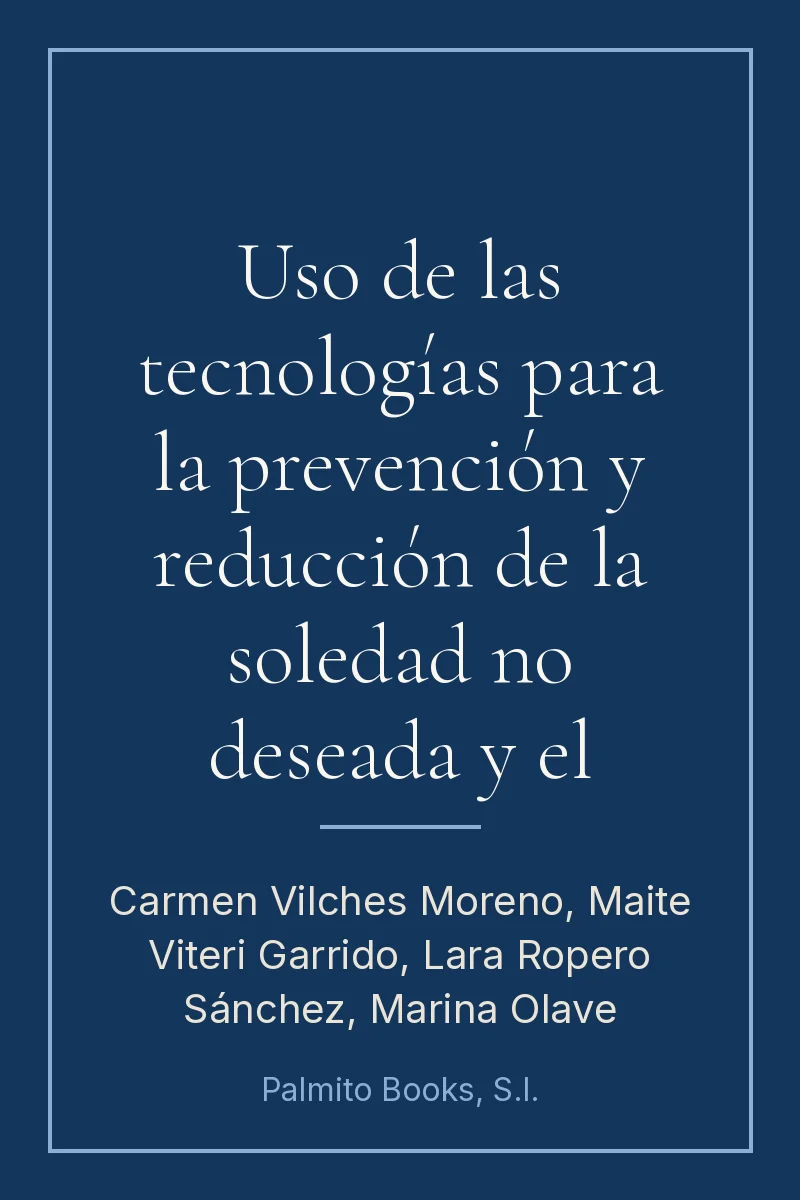 Uso de las
tecnologías para
la prevención y
reducción de la
soledad no
deseada y el
Carmen Vilches Moreno, Maite
Viteri Garrido, Lara Ropero
Sánchez, Marina Olave
Palmito Books, S.l.